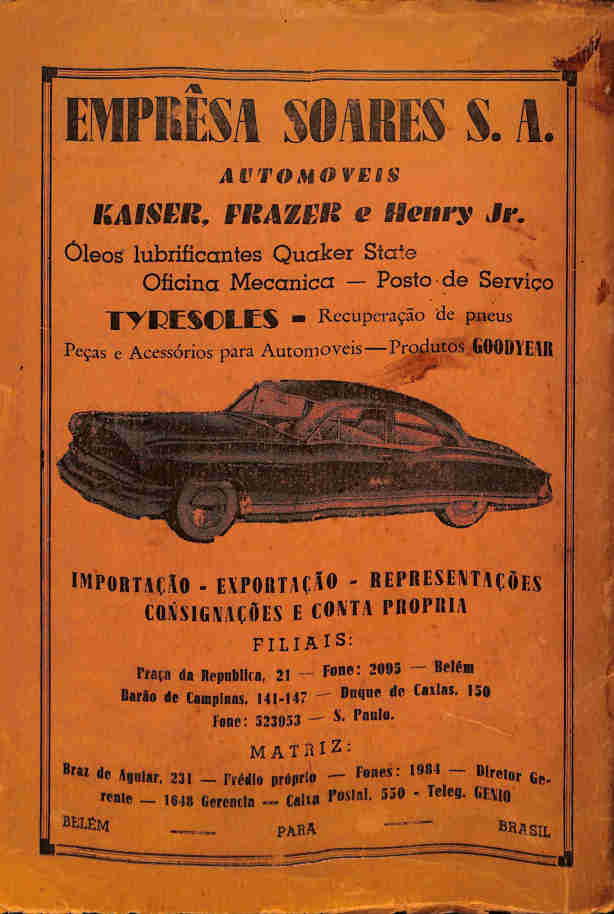 EMPRÊSA SOARES S. A.
AUTOMOVEIS
KAISER, FRAZER e Henry Jr.
Óleos lubrificantes Quaker State
Oficina Mecanica — Posto de Serviço
TYRESOLES - Recuperação de pneus
Peças e Acessórios para Automoveis — Produtos GOODYEAR
IMPORTAÇÃO - EXPORTAÇÃO - REPRESENTAÇÕES
CONSIGNAÇÕES E CONTA PROPRIA
FILIAIS:
Praça da Republica, 21 — Fone: 2095 — Belém
Barão de Campinas, 141-147 — Duque de Caxias, 150
Fone: 523953 — S. Paulo.
MATRIZ:
Braz de Aguiar, 231 — Prédio próprio — Fones: 1984 — Diretor Ge-
rente — 1648 Gerencia — Caixa Postal, 550 - Teleg. GENIO
BELÉM — PARÁ — BRASIL